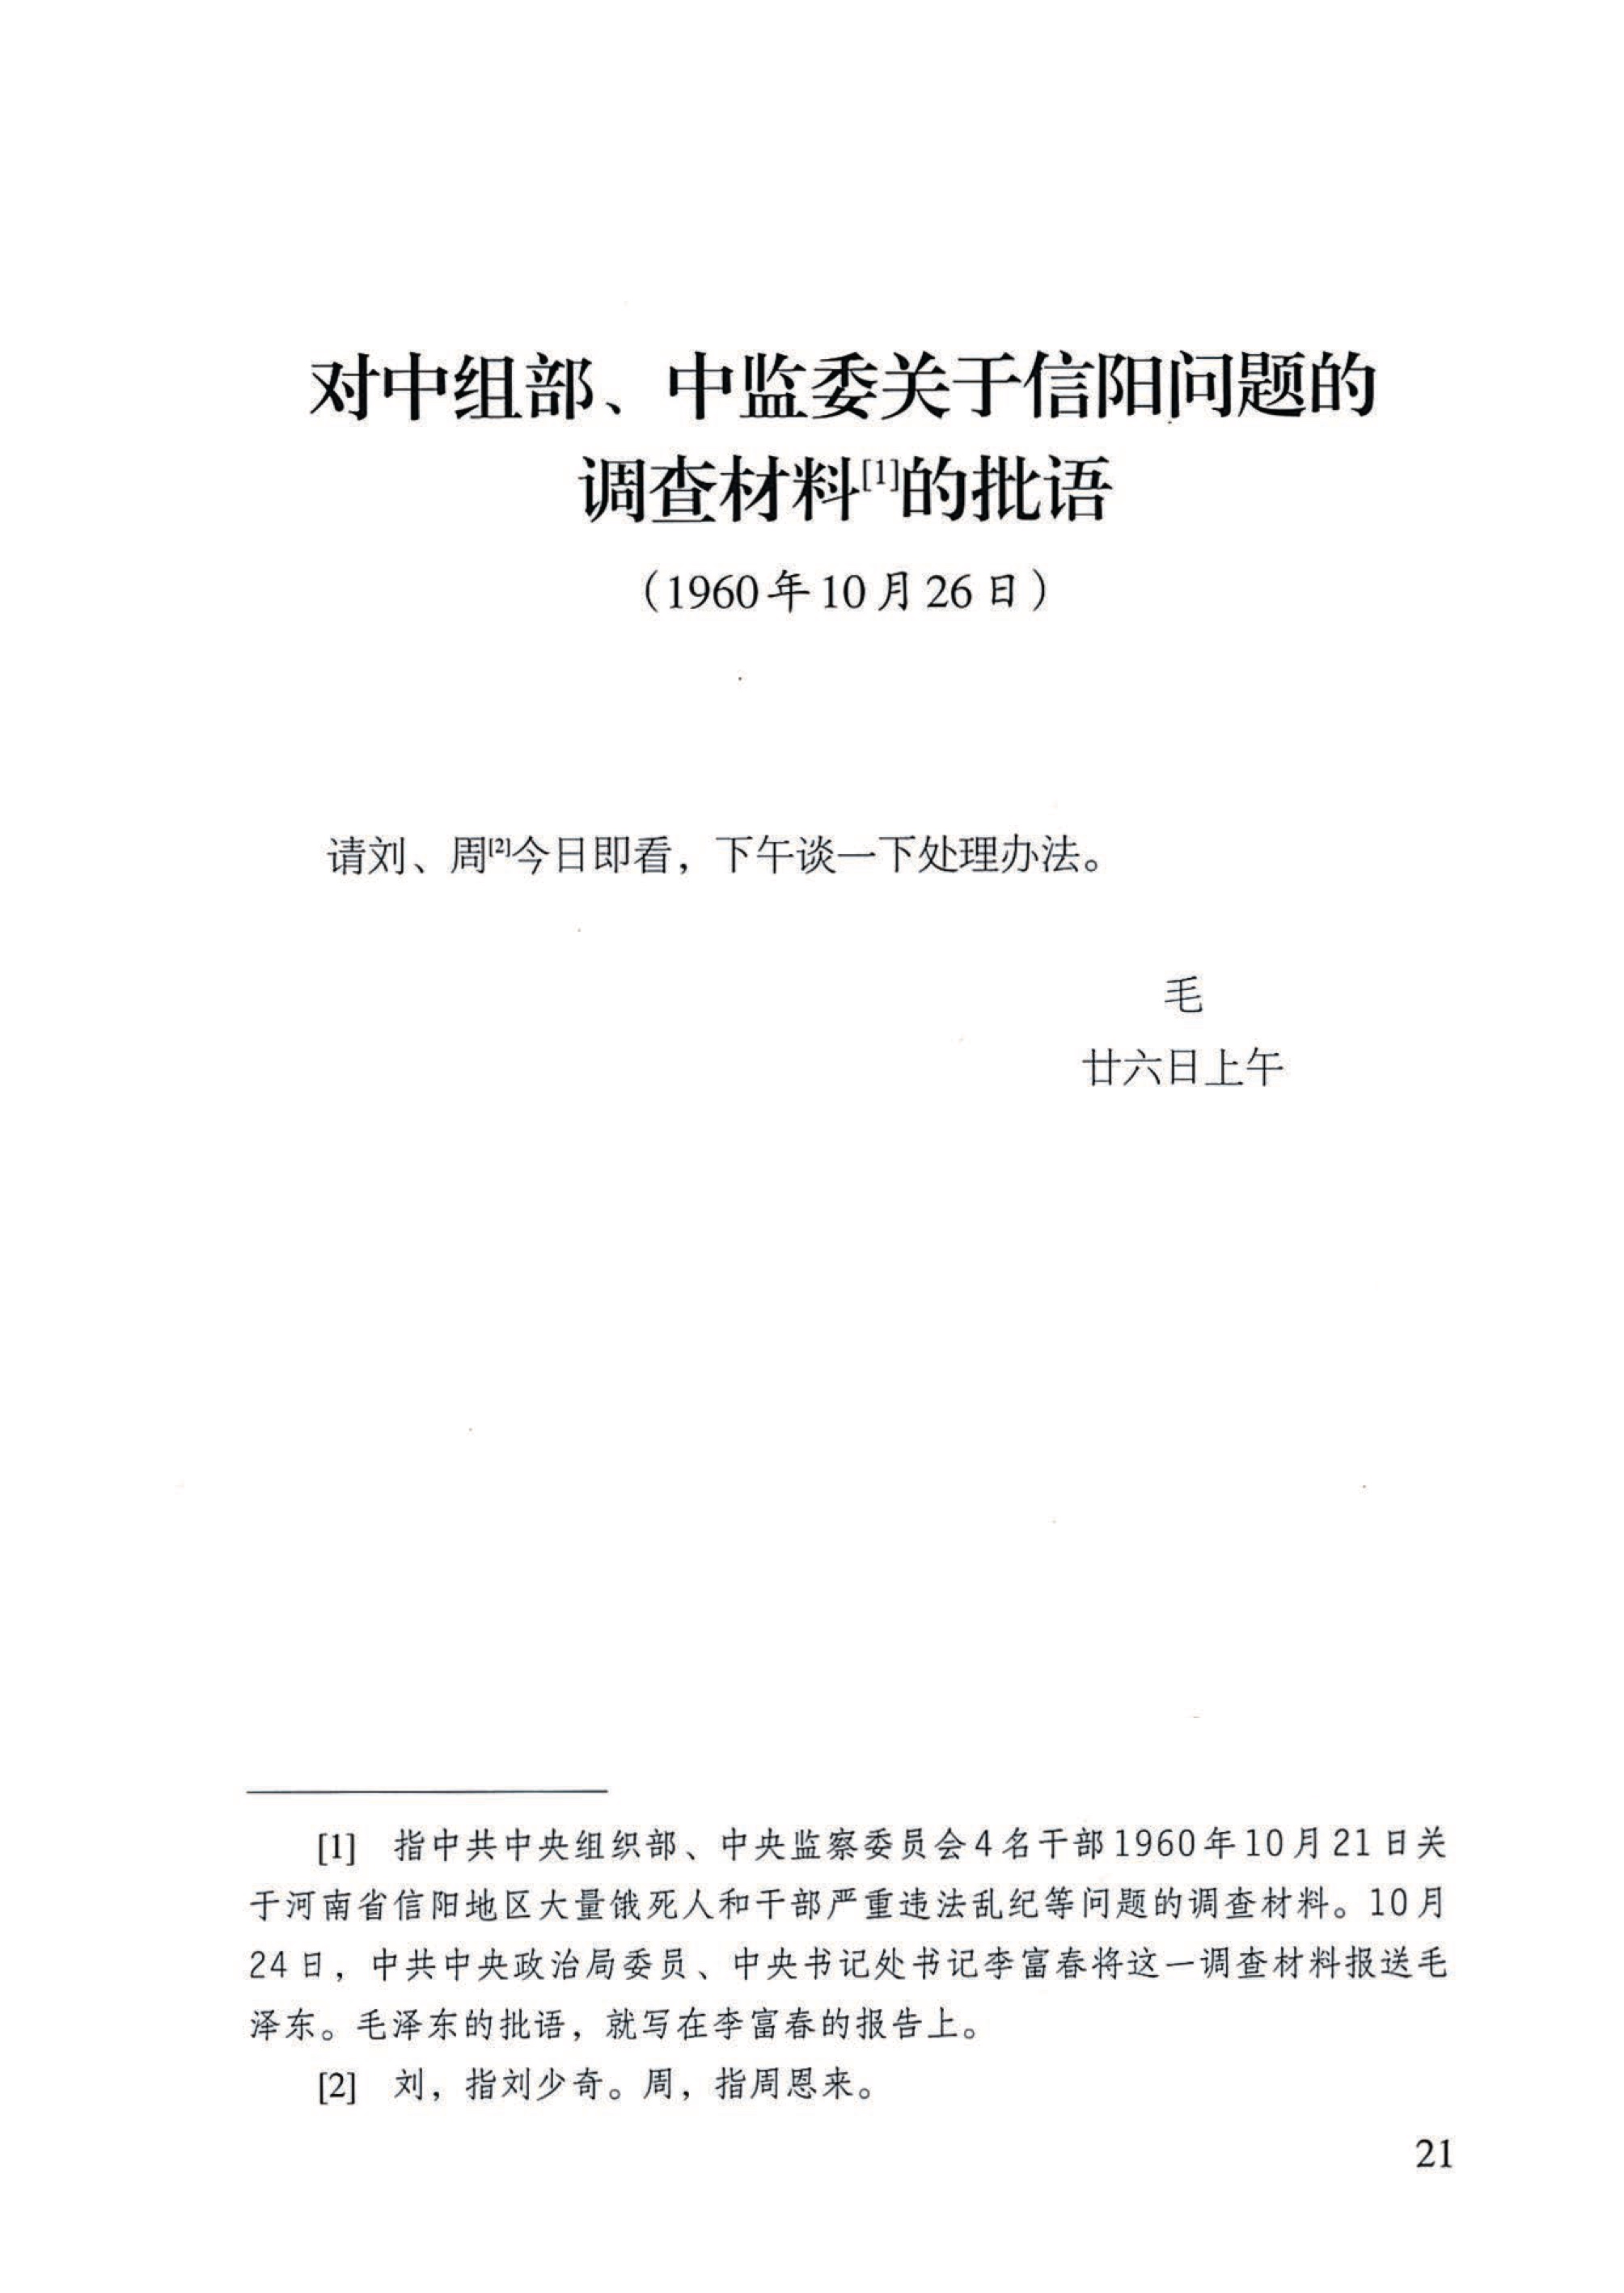 对中组部、中监委关于信阳问题的
调查材料[1]的批语
（1960年10月26日）
请刘、周[2]今日即看，下午谈一下处理办法。
毛
廿六日上午
[1] 指中共中央组织部、中央监察委员会4名干部1960年10月21日关
于河南省信阳地区大量饿死人和干部严重违法乱纪等问题的调查材料。10月
24日，中共中央政治局委员、中央书记处书记李富春将这一调查材料报送毛
泽东。毛泽东的批语，就写在李富春的报告上。
[2] 刘，指刘少奇。周，指周恩来。
21